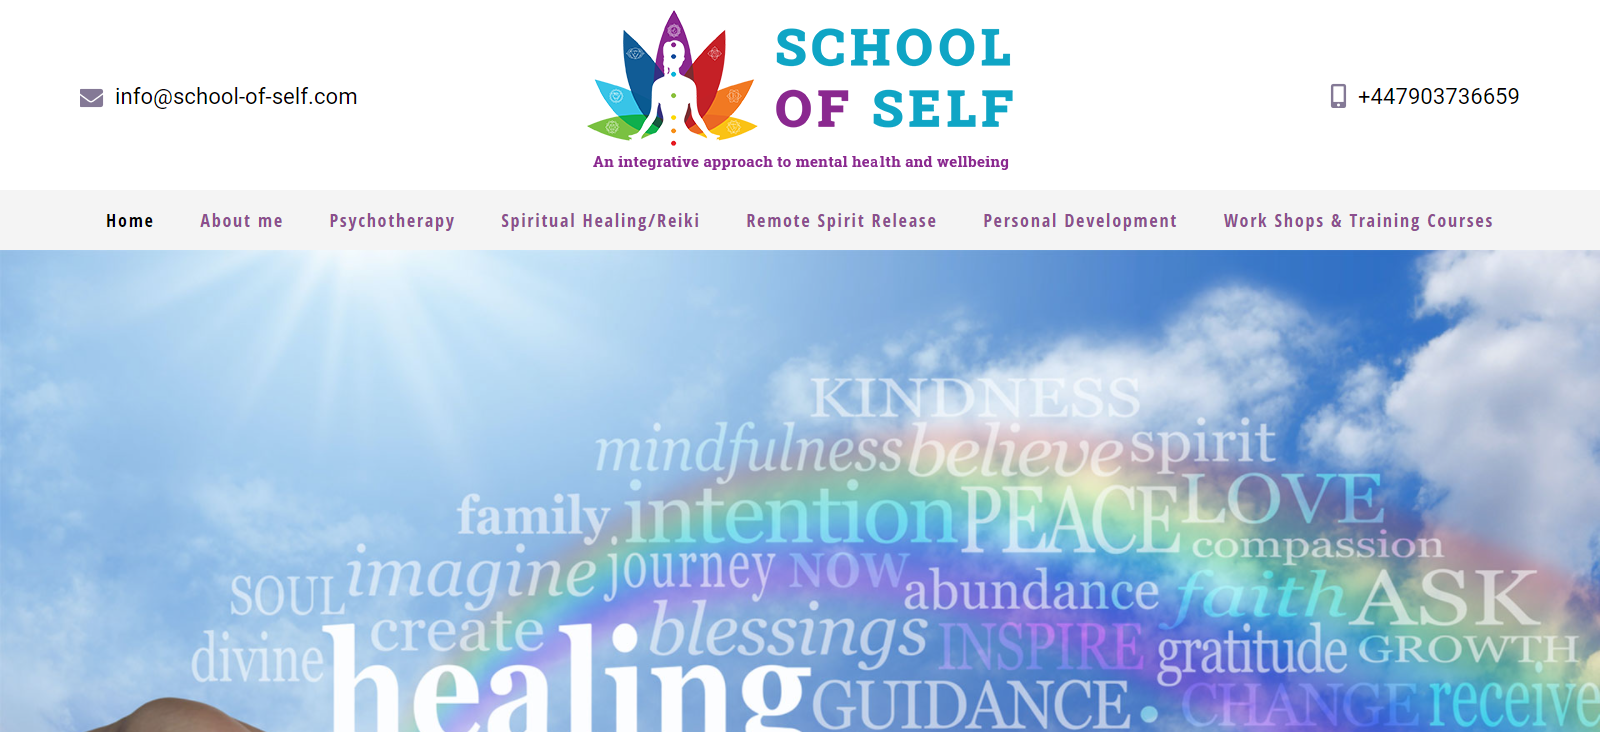 SCHOOL
OF SELF
An integrative approach to mental health and wellbeing
info@school-of-self.com
+447903736659
Home About me Psychotherapy Spiritual Healing/Reiki Remote Spirit Release Personal Development Work Shops & Training Courses
KINDNESS
mindfulness believe spirit
family intention PEACE LOVE
compassion
SOUL imagine journey NOW abundance faith ASK
divine create blessings INSPIRE gratitude GROWTH
healing GUIDANCE • CHANGE receive